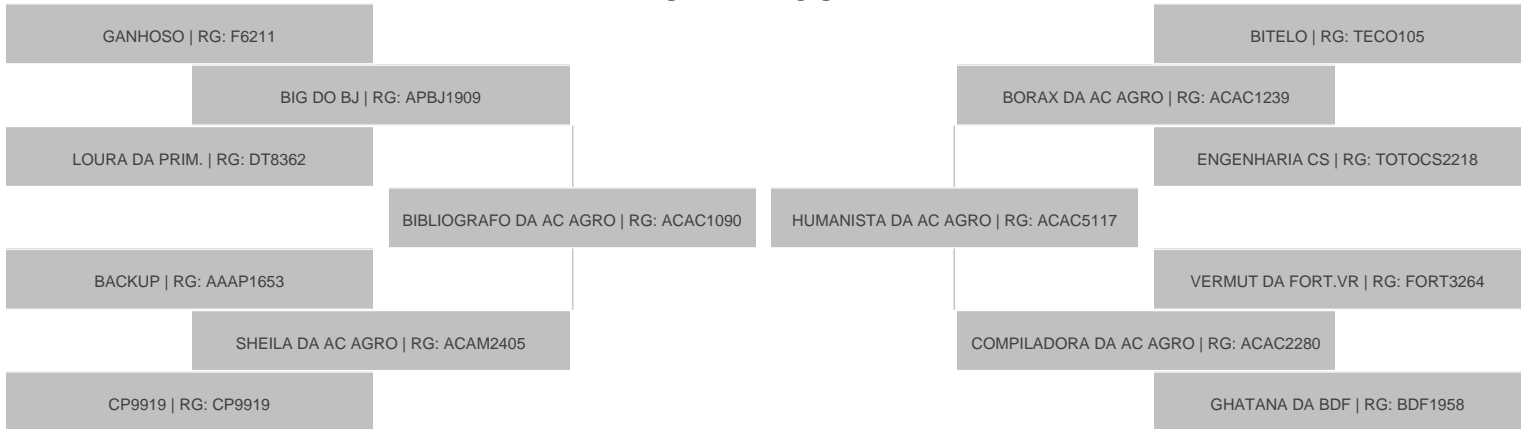 GANHOSO | RG: F6211
BITELO | RG: TECO105
BIG DO BJ | RG: APBJ1909
BORAX DA AC AGRO | RG: ACAC1239
LOURA DA PRIM. | RG: DT8362
ENGENHARIA CS | RG: TOTOCS2218
BIBLIOGRAFO DA AC AGRO | RG: ACAC1090
HUMANISTA DA AC AGRO | RG: ACAC5117
BACKUP | RG: AAAP1653
VERMUT DA FORT.VR | RG: FORT3264
SHEILA DA AC AGRO | RG: ACAM2405
COMPILADORA DA AC AGRO | RG: ACAC2280
CP9919 | RG: CP9919
GHATANA DA BDF | RG: BDF1958